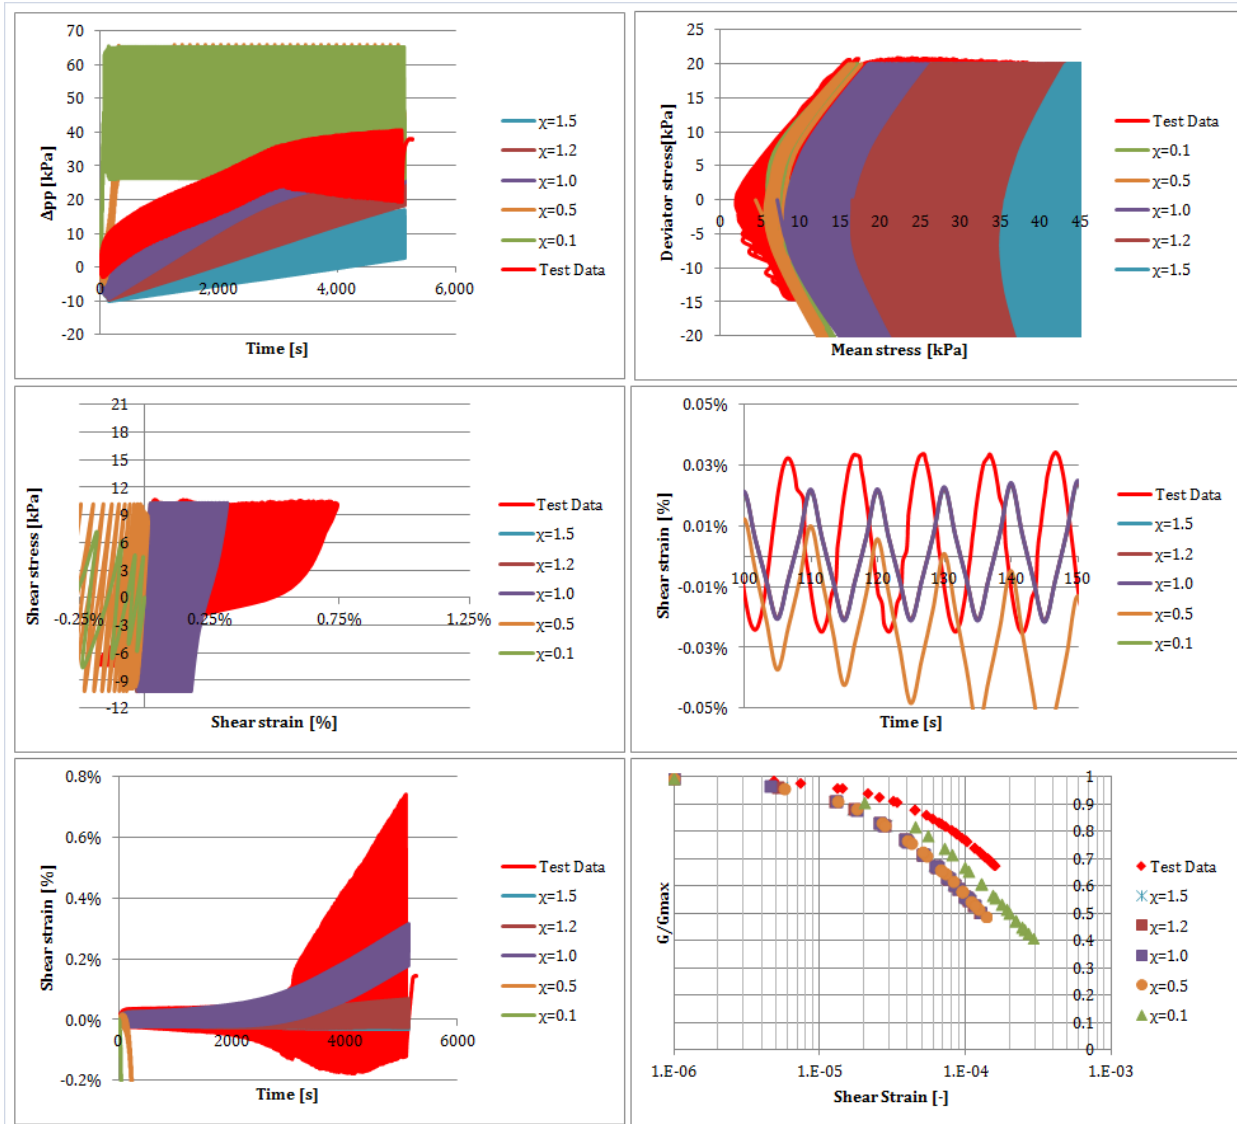 70
60
50
40
30
20
10
0
-10
-20
Δpp [kPa]
0
2,000
4,000
6,000
Time [s]
χ=1.5
χ=1.2
χ=1.0
χ=0.5
χ=0.1
Test Data
25
20
15
10
5
0
-5
-10
-15
-20
Deviator stress[kPa]
0
5
10
15
20
25
30
35
40
45
Mean stress [kPa]
Test Data
χ=0.1
χ=0.5
χ=1.0
χ=1.2
χ=1.5
21
18
15
12
9
6
3
0
-3
-6
-9
-12
Shear stress [kPa]
-0.25%
0.25%
0.75%
1.25%
Shear strain [%]
Test Data
χ=1.5
χ=1.2
χ=1.0
χ=0.5
χ=0.1
0.05%
0.03%
0.01%
-0.01%
-0.03%
-0.05%
Shear strain [%]
100
110
120
130
140
150
Time [s]
Test Data
χ=1.5
χ=1.2
χ=1.0
χ=0.5
χ=0.1
0.8%
0.6%
0.4%
0.2%
0.0%
-0.2%
Shear strain [%]
0
2000
4000
6000
Time [s]
Test Data
χ=1.5
χ=1.2
χ=1.0
χ=0.5
χ=0.1
G/Gmax
1
0.9
0.8
0.7
0.6
0.5
0.4
0.3
0.2
0.1
0
1.E-06
1.E-05
1.E-04
1.E-03
Shear Strain [-]
Test Data
χ=1.5
χ=1.2
χ=1.0
χ=0.5
χ=0.1